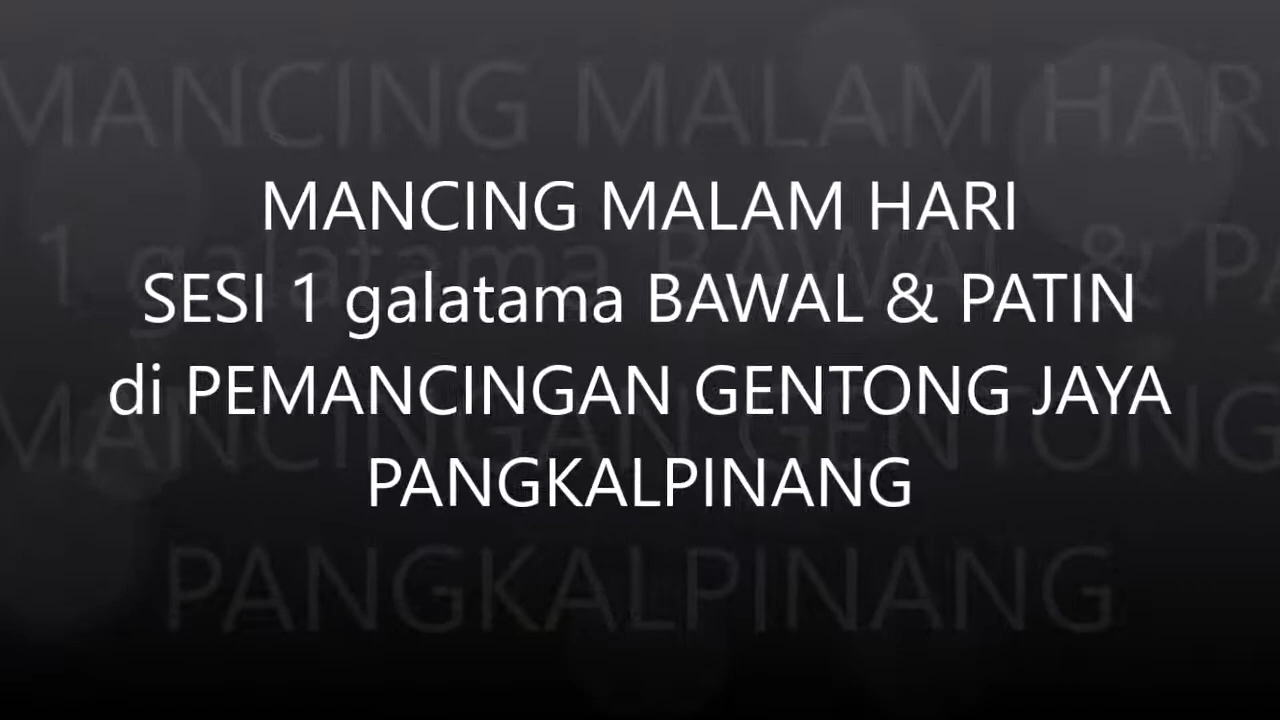 MANCING MALAM HARI
SESI 1 galatama BAWAL & PATIN
di PEMANCINGAN GENTONG JAYA
PANGKALPINANG